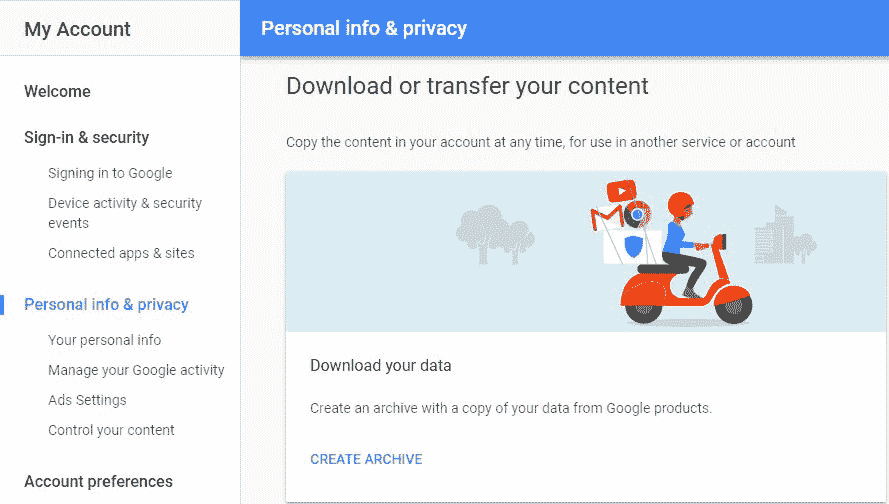 My Account
Personal info & privacy
Welcome
Sign-in & security
Signing in to Google
Device activity & security
events
Connected apps & sites
Personal info & privacy
Your personal info
Manage your Google activity
Ads Settings
Control your content
Account preferences
Download or transfer your content
Copy the content in your account at any time, for use in another service or account
Download your data
Create an archive with a copy of your data from Google products.
CREATE ARCHIVE